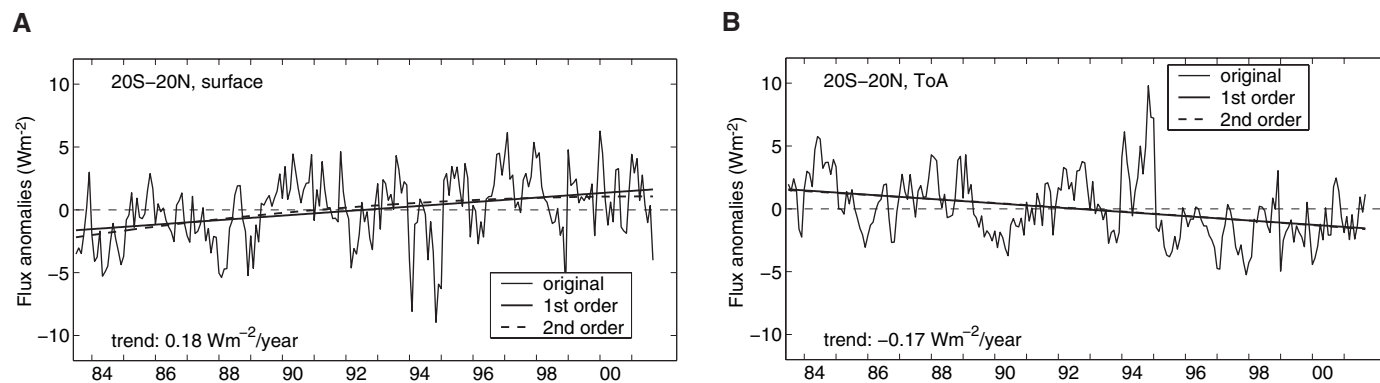 A
20S–20N, surface
Flux anomalies (Wm-2)
10
5
0
−5
−10
original
1st order
2nd order
trend: 0.18 Wm−2/year
84 86 88 90 92 94 96 98 00
B
20S–20N, ToA
Flux anomalies (Wm-2)
10
5
0
−5
−10
original
1st order
2nd order
trend: −0.17 Wm−2/year
84 86 88 90 92 94 96 98 00